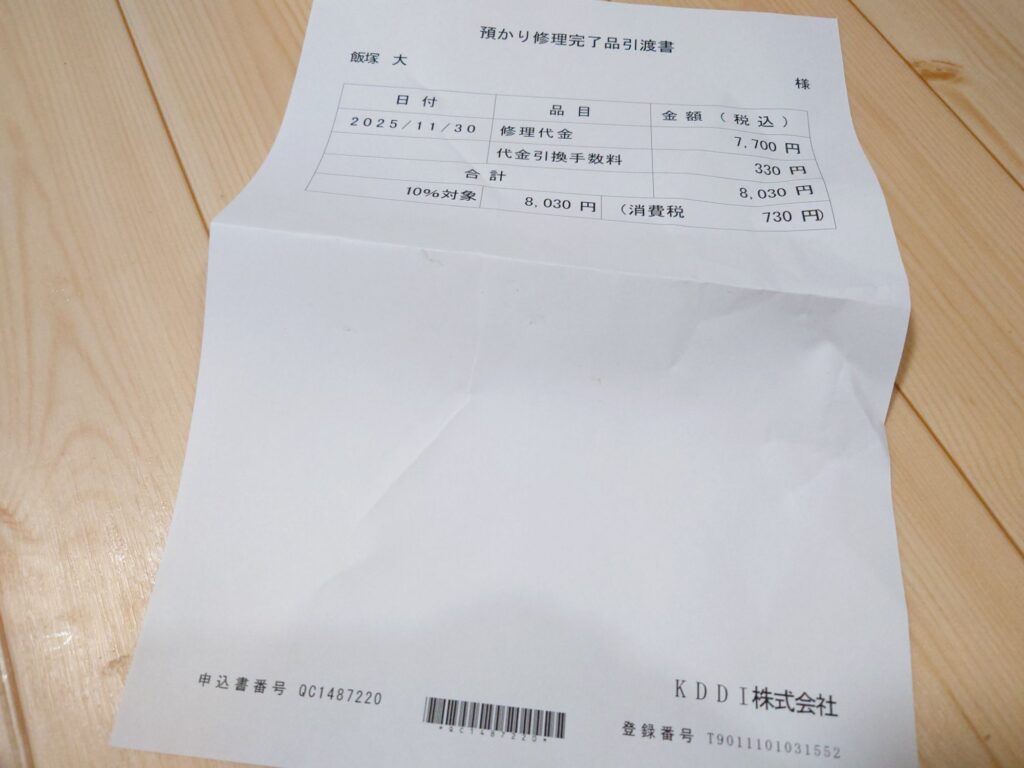 預かり修理完了品引渡書
飯塚 大 様
日付 品目 金額(税込)
2025/11/30 修理代金 7,700 円
代金引換手数料 330 円
合計 8,030 円
10%対象 8,030 円 (消費税 730 円)
申込書番号 QC1487220
*QC1487220*
KDDI株式会社
登録番号 T9011101031552